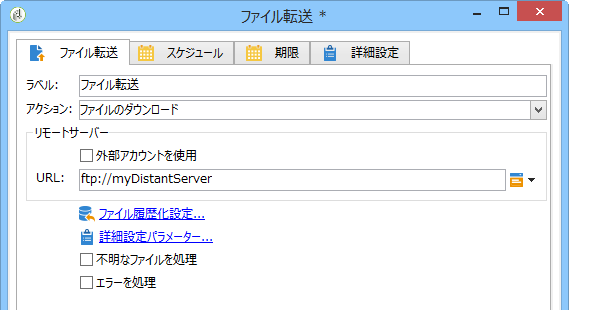 ファイル転送 *
ファイル転送 スケジュール 期限 詳細設定
ラベル: ファイル転送
アクション: ファイルのダウンロード
リモートサーバー
外部アカウントを使用
URL: ftp://myDistantServer
ファイル履歴化設定...
詳細設定パラメーター...
不明なファイルを処理
エラーを処理